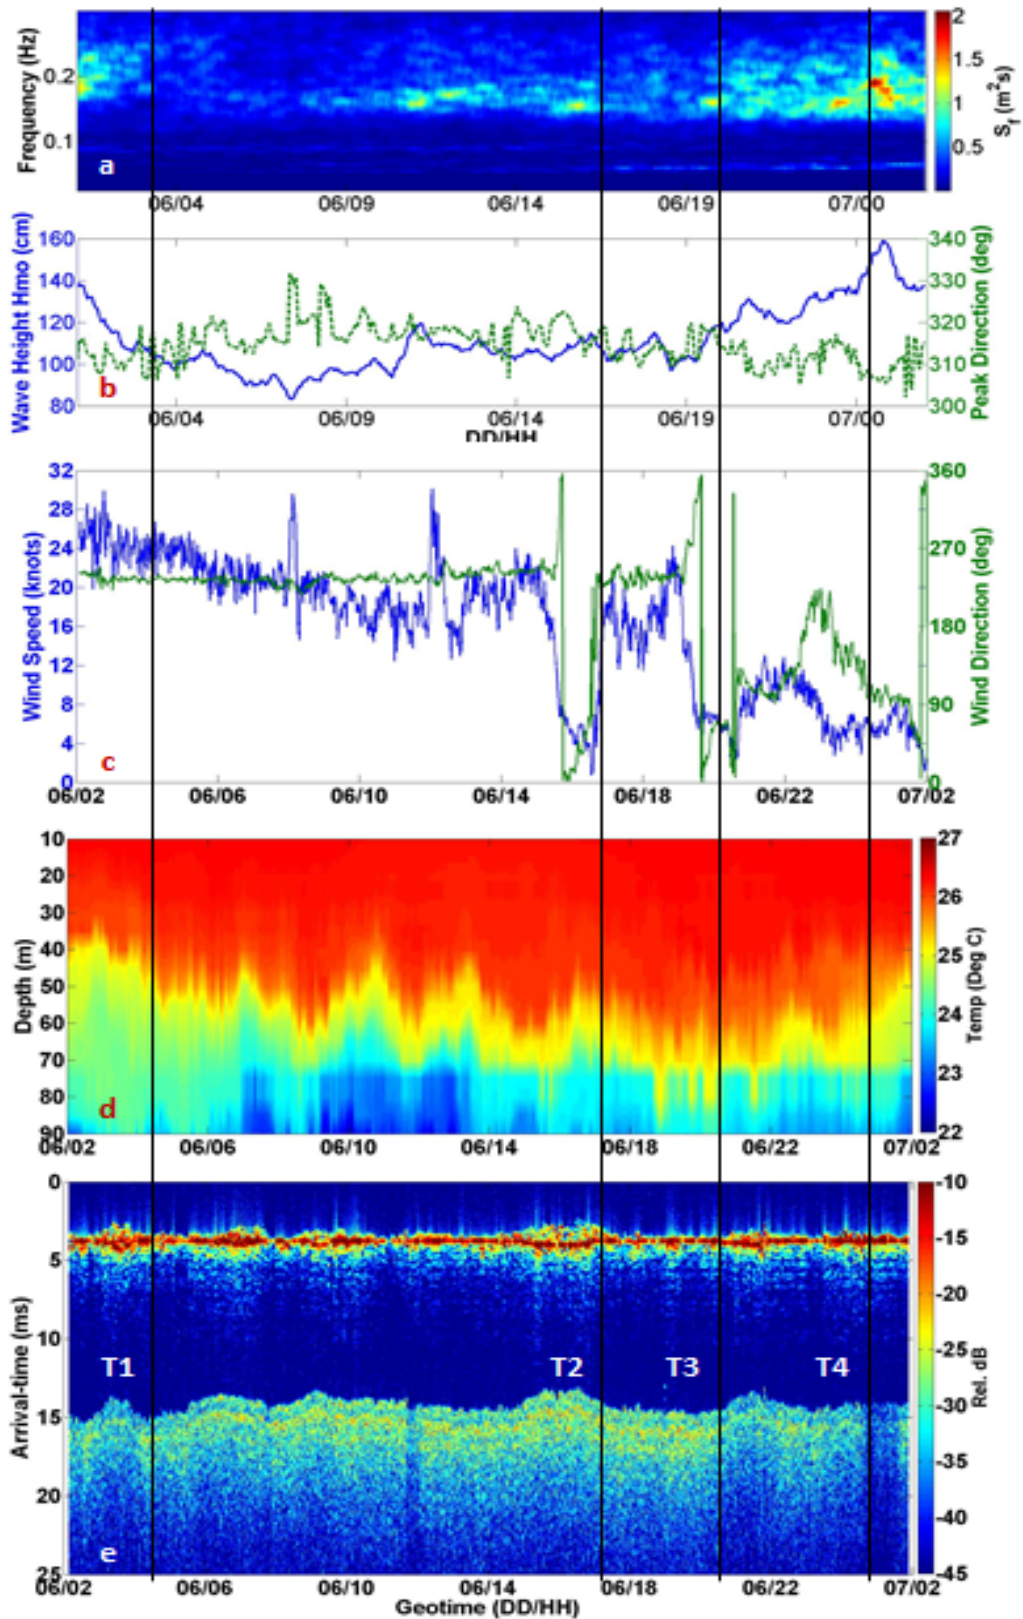 Frequency (Hz)
0.2
0.1
a
2
1.5
1
0.5
S_f (m²s)
06/04 06/09 06/14 06/19 07/00
Wave Height Hmo (cm)
160
140
120
100
80
b
340
330
320
310
300
Peak Direction (deg)
06/04 06/09 06/14 06/19 07/00
DD/HH
Wind Speed (knots)
32
28
24
20
16
12
8
4
0
c
360
270
180
90
0
Wind Direction (deg)
06/02 06/06 06/10 06/14 06/18 06/22 07/02
Depth (m)
10
20
30
40
50
60
70
80
90
d
27
26
25
24
23
22
Temp (Deg C)
06/02 06/06 06/10 06/14 06/18 06/22 07/02
Arrival-time (ms)
0
5
10
15
20
25
T1 T2 T3 T4
e
-10
-15
-20
-25
-30
-35
-40
-45
Rel. dB
06/02 06/06 06/10 06/14 06/18 06/22 07/02
Geotime (DD/HH)